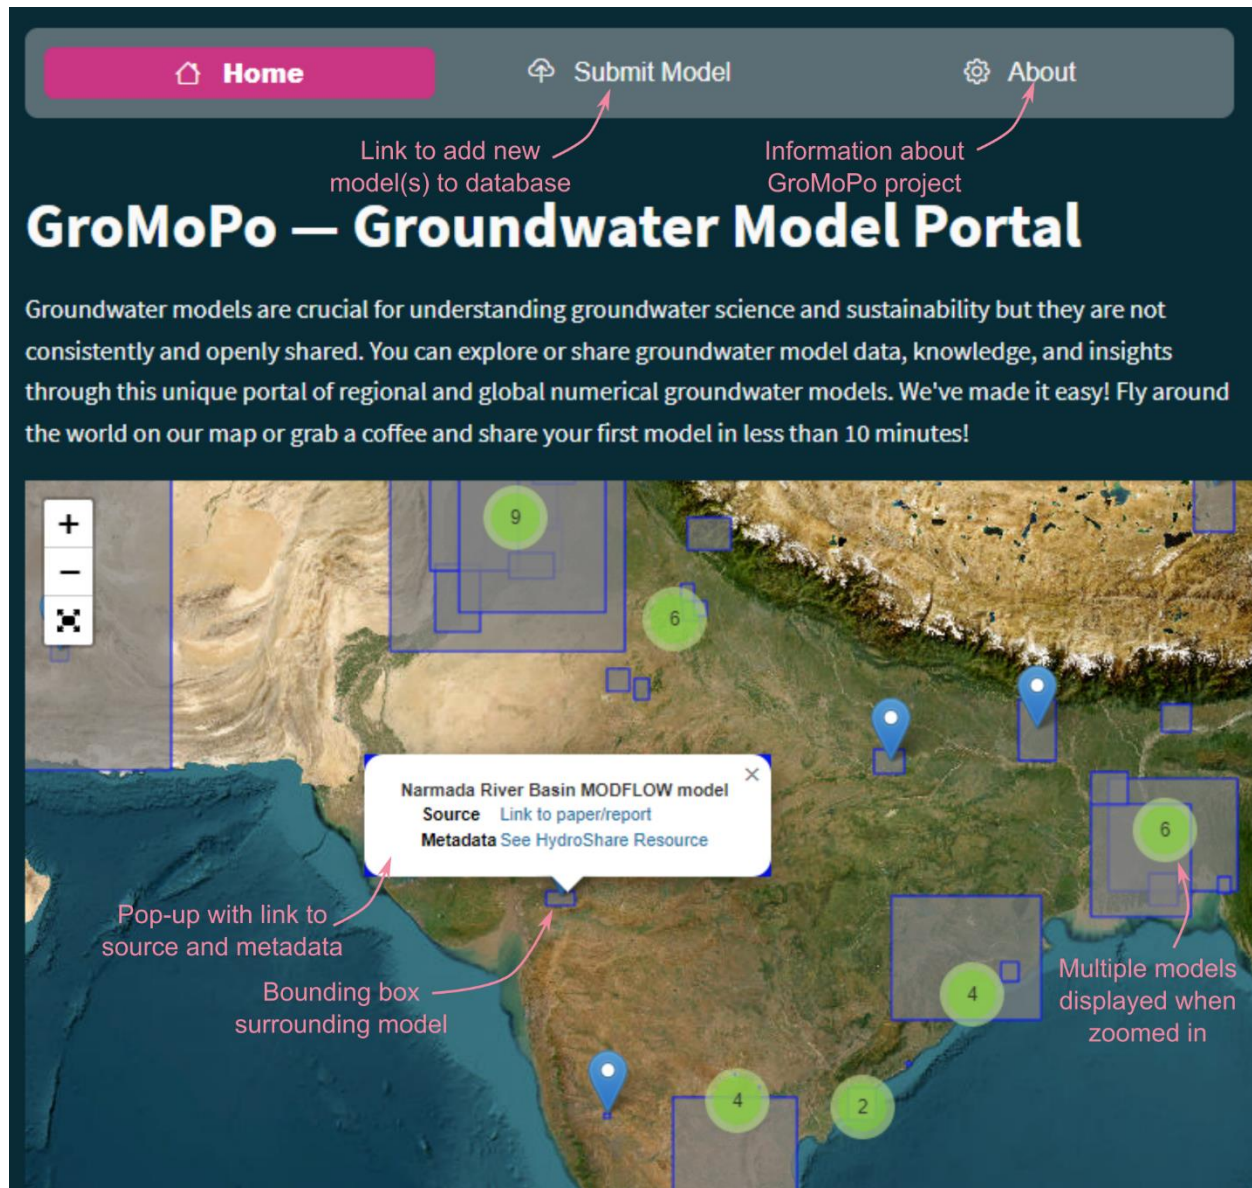 Home
Submit Model
About
Link to add new
model(s) to database
Information about
GroMoPo project
GroMoPo — Groundwater Model Portal
Groundwater models are crucial for understanding groundwater science and sustainability but they are not
consistently and openly shared. You can explore or share groundwater model data, knowledge, and insights
through this unique portal of regional and global numerical groundwater models. We've made it easy! Fly around
the world on our map or grab a coffee and share your first model in less than 10 minutes!
+
−
9
6
×
Narmada River Basin MODFLOW model
Source Link to paper/report
Metadata See HydroShare Resource
6
Pop-up with link to
source and metadata
Bounding box
surrounding model
Multiple models
displayed when
zoomed in
4
4
2